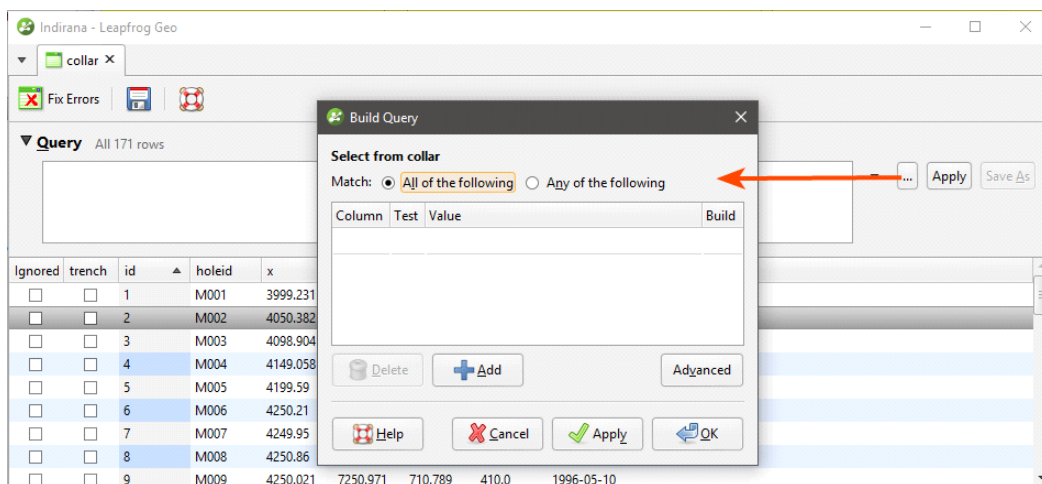 Indirana - Leapfrog Geo
collar
Fix Errors
Query All 171 rows
... Apply Save As
Build Query
Select from collar
Match: All of the following Any of the following
Column Test Value Build
Delete Add Advanced
Help Cancel Apply OK
Ignored trench id holeid x
1 M001 3999.231
2 M002 4050.382
3 M003 4098.904
4 M004 4149.058
5 M005 4199.59
6 M006 4250.21
7 M007 4249.95
8 M008 4250.86
9 M009 4250.021 7250.971 710.789 410.0 1996-05-10